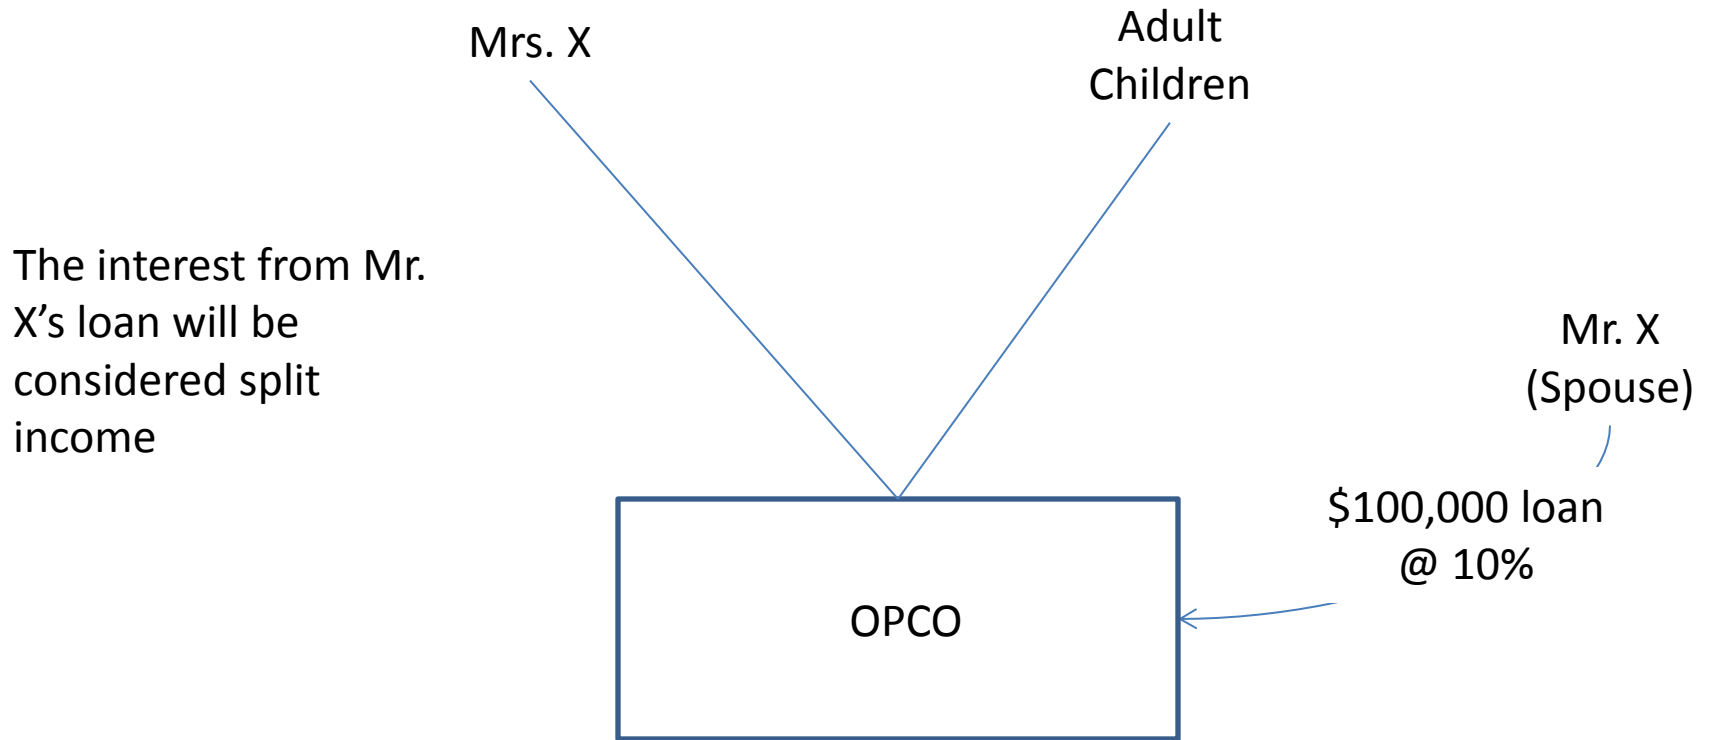 Mrs. X
Adult
Children
The interest from Mr.
X’s loan will be
considered split
income
Mr. X
(Spouse)
$100,000 loan
@ 10%
OPCO